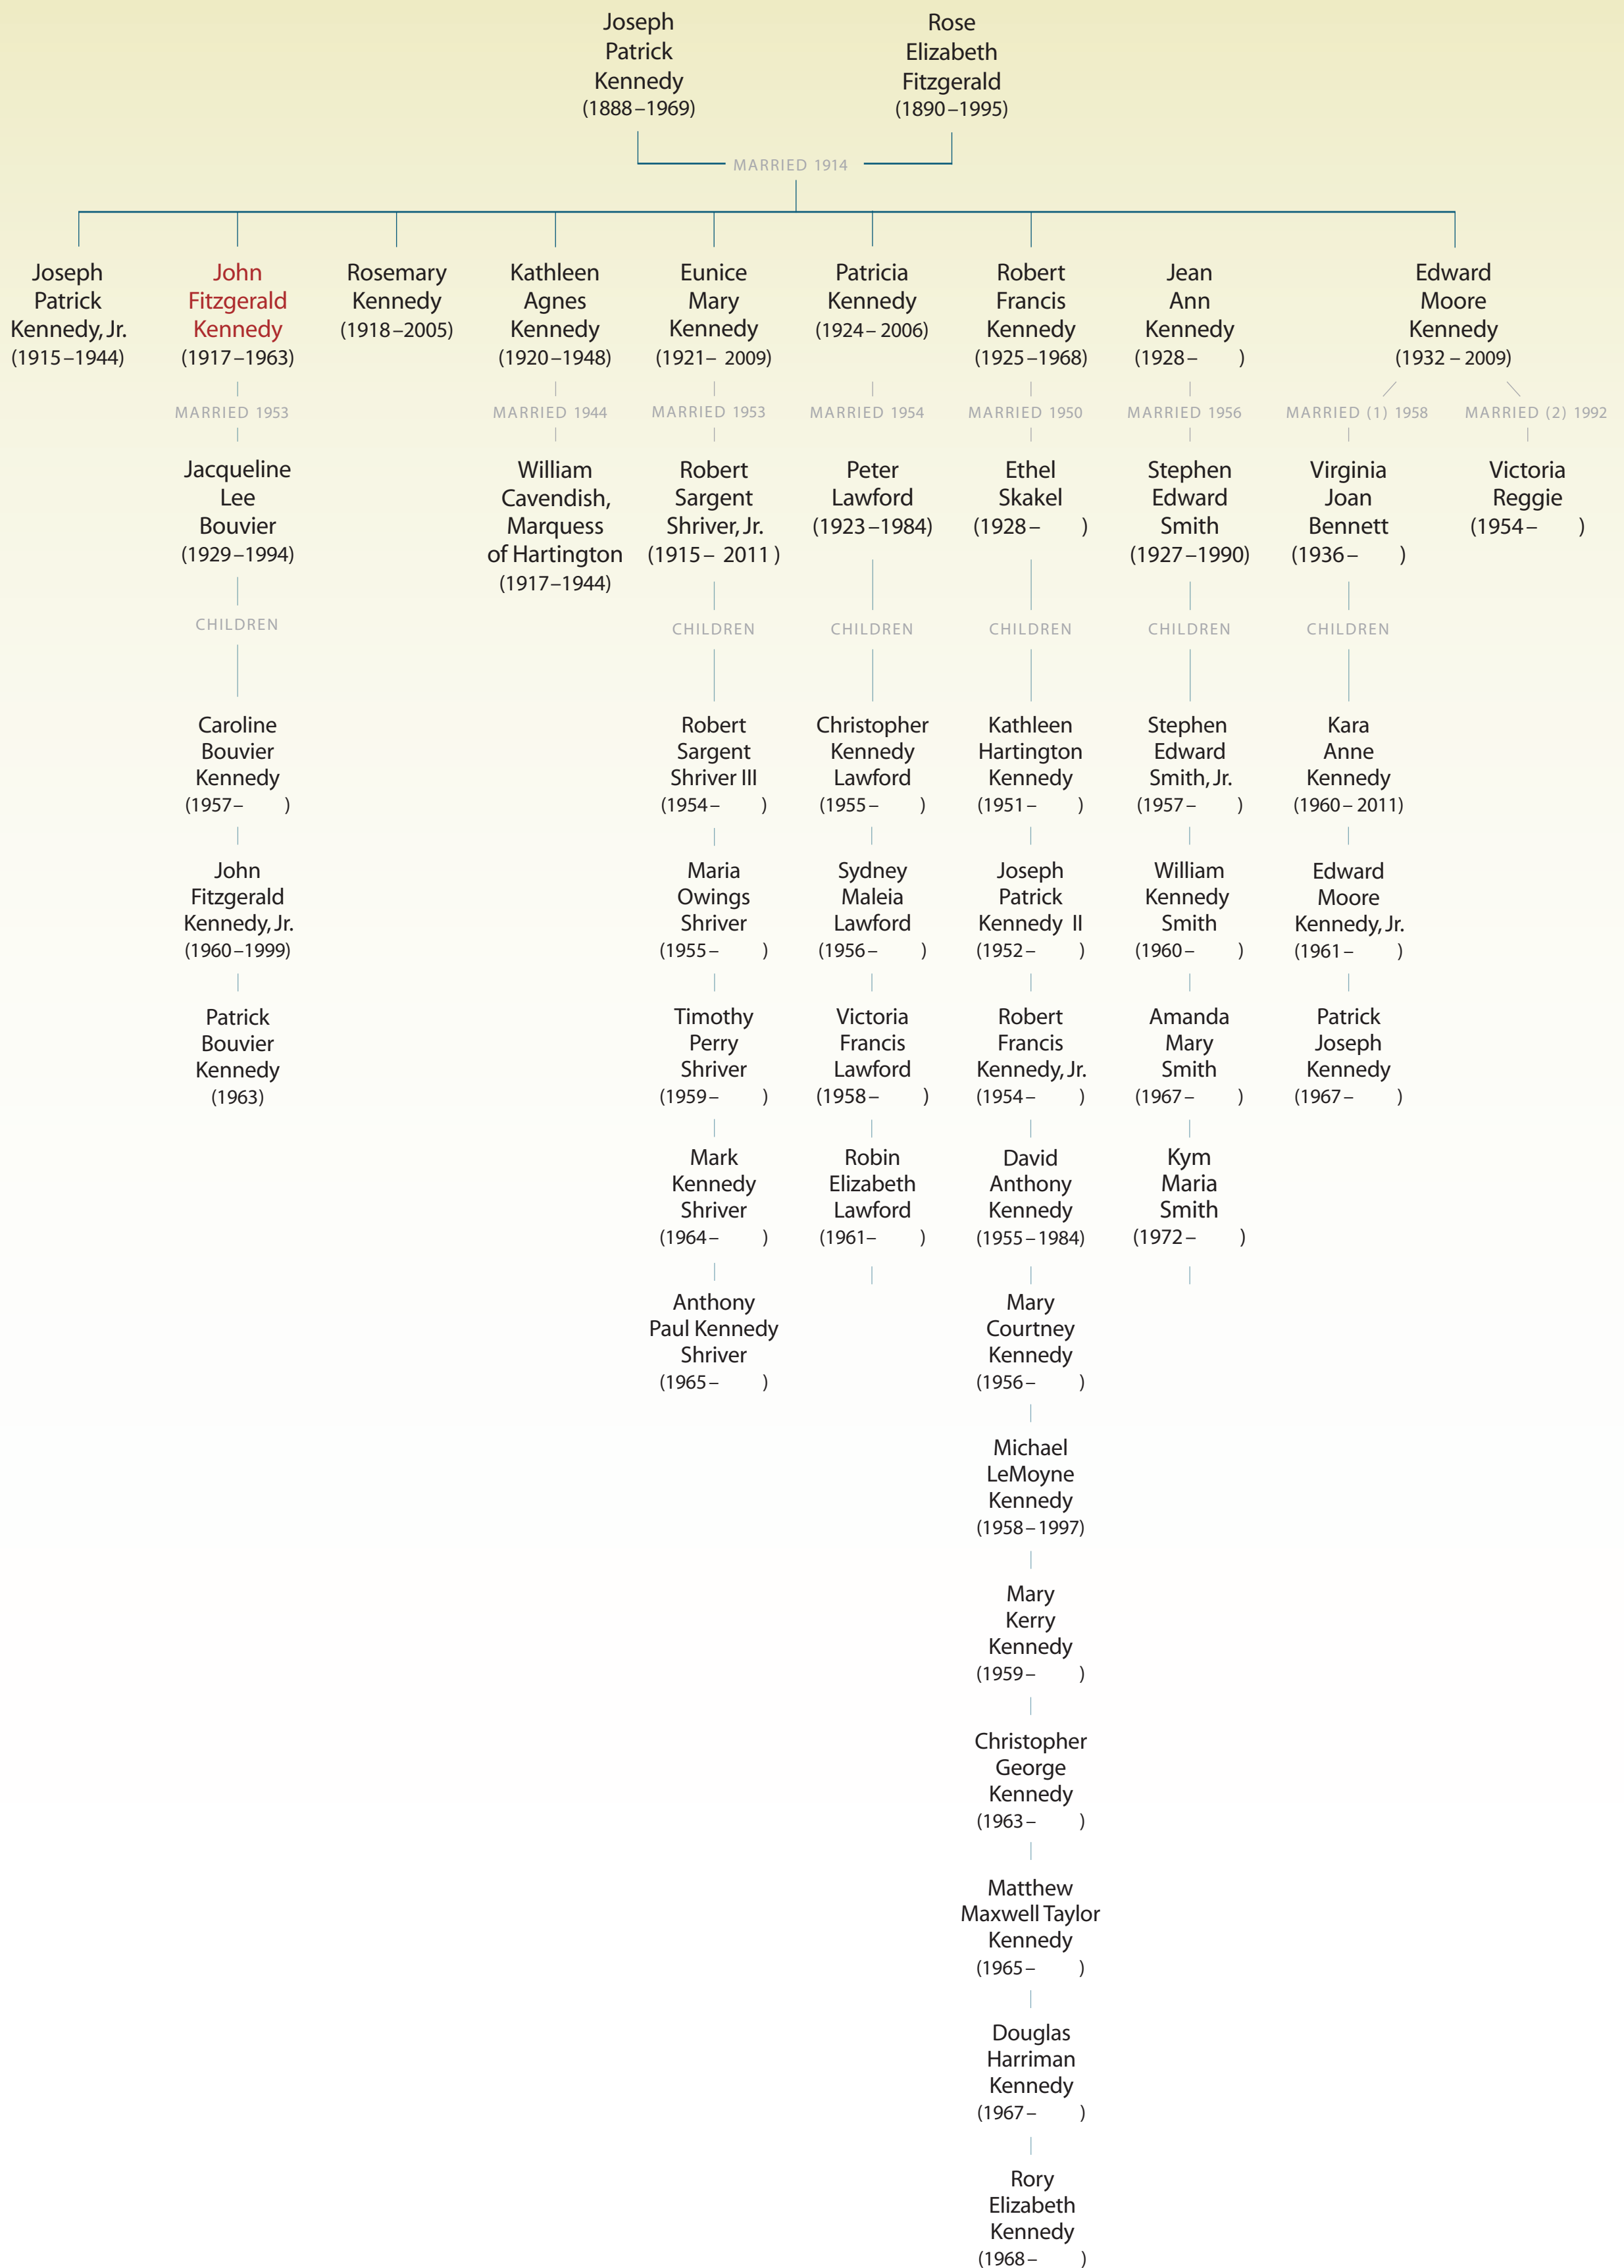 Joseph
Patrick
Kennedy
(1888–1969)
Rose
Elizabeth
Fitzgerald
(1890–1995)
MARRIED 1914
Joseph
Patrick
Kennedy, Jr.
(1915–1944)
John
Fitzgerald
Kennedy
(1917–1963)
Rosemary
Kennedy
(1918–2005)
Kathleen
Agnes
Kennedy
(1920–1948)
Eunice
Mary
Kennedy
(1921– 2009)
Patricia
Kennedy
(1924– 2006)
Robert
Francis
Kennedy
(1925–1968)
Jean
Ann
Kennedy
(1928– )
Edward
Moore
Kennedy
(1932 – 2009)
MARRIED 1953
MARRIED 1944
MARRIED 1953
MARRIED 1954
MARRIED 1950
MARRIED 1956
MARRIED (1) 1958
MARRIED (2) 1992
Jacqueline
Lee
Bouvier
(1929–1994)
William
Cavendish,
Marquess
of Hartington
(1917–1944)
Robert
Sargent
Shriver, Jr.
(1915– 2011 )
Peter
Lawford
(1923–1984)
Ethel
Skakel
(1928– )
Stephen
Edward
Smith
(1927–1990)
Virginia
Joan
Bennett
(1936– )
Victoria
Reggie
(1954– )
CHILDREN
CHILDREN
CHILDREN
CHILDREN
CHILDREN
CHILDREN
Caroline
Bouvier
Kennedy
(1957– )
John
Fitzgerald
Kennedy, Jr.
(1960–1999)
Patrick
Bouvier
Kennedy
(1963)
Robert
Sargent
Shriver III
(1954– )
Maria
Owings
Shriver
(1955– )
Timothy
Perry
Shriver
(1959– )
Mark
Kennedy
Shriver
(1964– )
Anthony
Paul Kennedy
Shriver
(1965– )
Christopher
Kennedy
Lawford
(1955– )
Sydney
Maleia
Lawford
(1956– )
Victoria
Francis
Lawford
(1958– )
Robin
Elizabeth
Lawford
(1961– )
Kathleen
Hartington
Kennedy
(1951– )
Joseph
Patrick
Kennedy II
(1952– )
Robert
Francis
Kennedy, Jr.
(1954– )
David
Anthony
Kennedy
(1955–1984)
Mary
Courtney
Kennedy
(1956– )
Michael
LeMoyne
Kennedy
(1958–1997)
Mary
Kerry
Kennedy
(1959– )
Christopher
George
Kennedy
(1963– )
Matthew
Maxwell Taylor
Kennedy
(1965– )
Douglas
Harriman
Kennedy
(1967– )
Rory
Elizabeth
Kennedy
(1968– )
Stephen
Edward
Smith, Jr.
(1957– )
William
Kennedy
Smith
(1960– )
Amanda
Mary
Smith
(1967– )
Kym
Maria
Smith
(1972– )
Kara
Anne
Kennedy
(1960– 2011)
Edward
Moore
Kennedy, Jr.
(1961– )
Patrick
Joseph
Kennedy
(1967– )